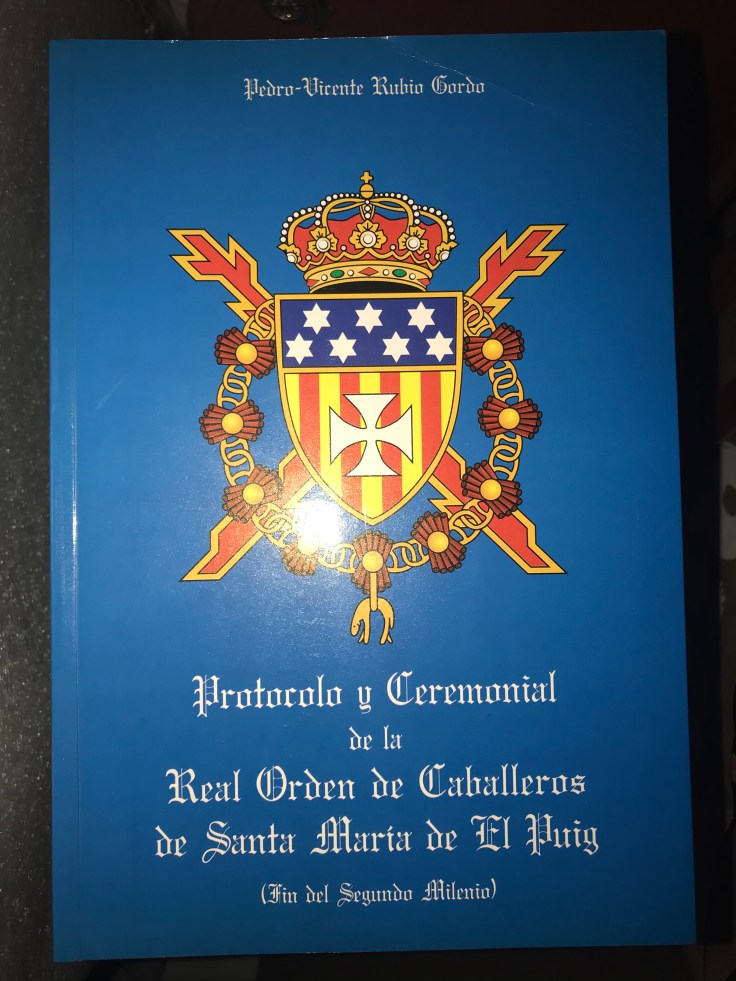 Pedro-Vicente Rubio Gordo
Protocolo y Ceremonial
de la
Real Orden de Caballeros
de Santa María de El Puig
(Fin del Segundo Milenio)